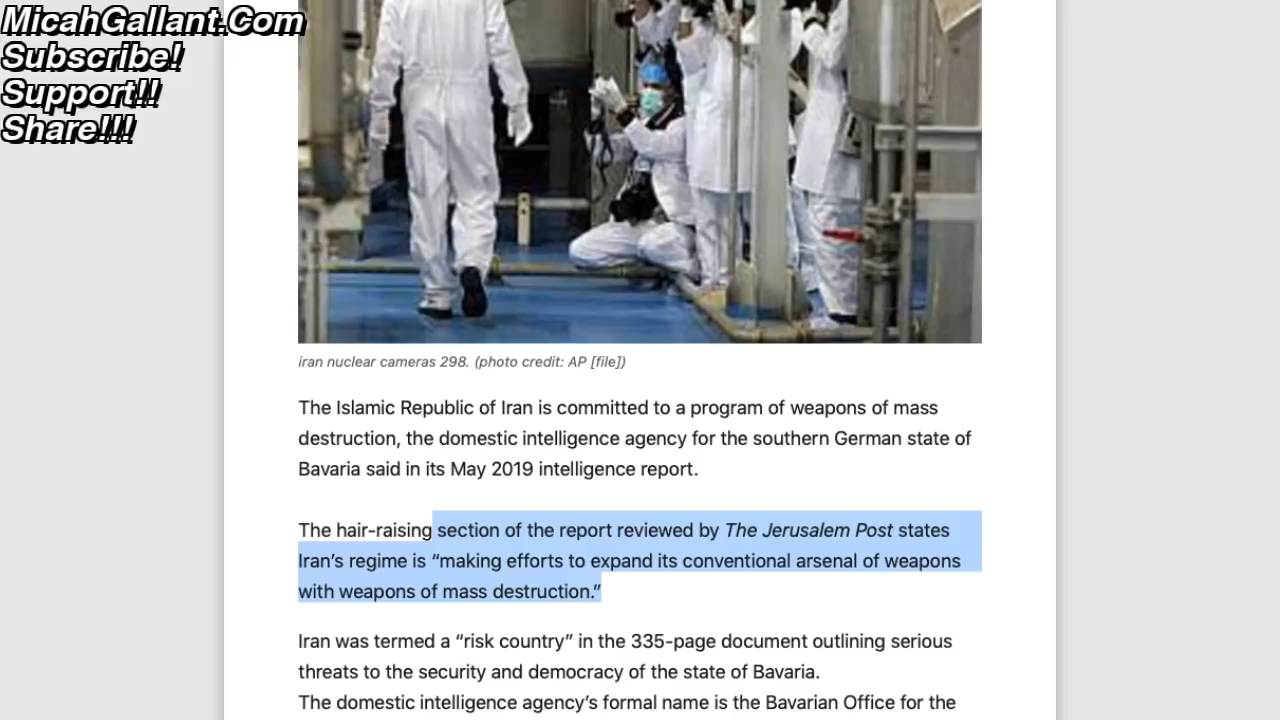 MicahGallant.Com
Subscribe!
Support!!
Share!!!
iran nuclear cameras 298. (photo credit: AP [file])
The Islamic Republic of Iran is committed to a program of weapons of mass
destruction, the domestic intelligence agency for the southern German state of
Bavaria said in its May 2019 intelligence report.
The hair-raising section of the report reviewed by The Jerusalem Post states
Iran’s regime is “making efforts to expand its conventional arsenal of weapons
with weapons of mass destruction.”
Iran was termed a “risk country” in the 335-page document outlining serious
threats to the security and democracy of the state of Bavaria.
The domestic intelligence agency’s formal name is the Bavarian Office for the